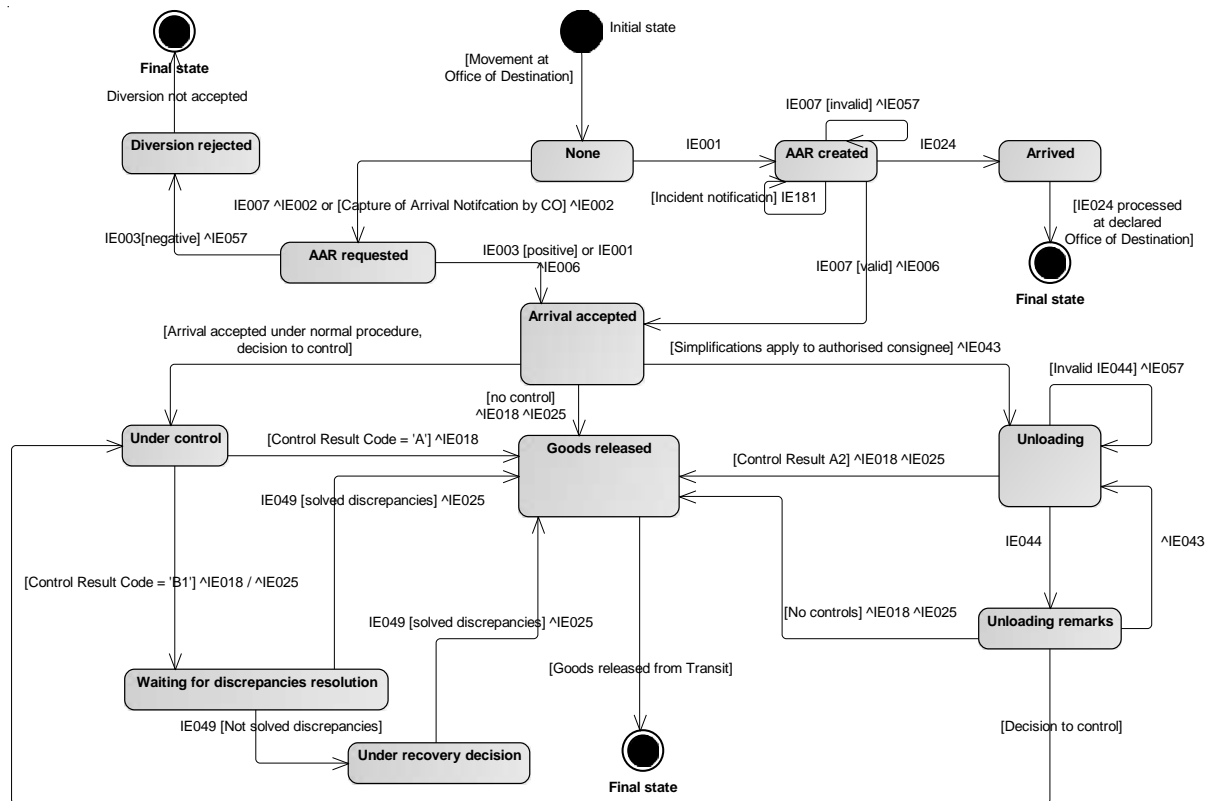 Initial state
[Movement at
Office of Destination]
Final state
Diversion not accepted
IE007 [invalid] ^IE057
Diversion rejected
None
IE001
AAR created
IE024
Arrived
[Incident notification] IE181
IE007 ^IE002 or [Capture of Arrival Notifcation by CO] ^IE002
[IE024 processed
at declared
Office of Destination]
IE003[negative] ^IE057
AAR requested
IE003 [positive] or IE001
^IE006
IE007 [valid] ^IE006
Final state
Arrival accepted
[Arrival accepted under normal procedure,
decision to control]
[Simplifications apply to authorised consignee] ^IE043
[Invalid IE044] ^IE057
[no control]
^IE018 ^IE025
Under control
[Control Result Code = 'A'] ^IE018
Goods released
Unloading
[Control Result A2] ^IE018 ^IE025
IE049 [solved discrepancies] ^IE025
IE044
^IE043
[Control Result Code = 'B1'] ^IE018 / ^IE025
[No controls] ^IE018 ^IE025
Unloading remarks
IE049 [solved discrepancies] ^IE025
[Goods released from Transit]
Waiting for discrepancies resolution
IE049 [Not solved discrepancies]
[Decision to control]
Under recovery decision
Final state